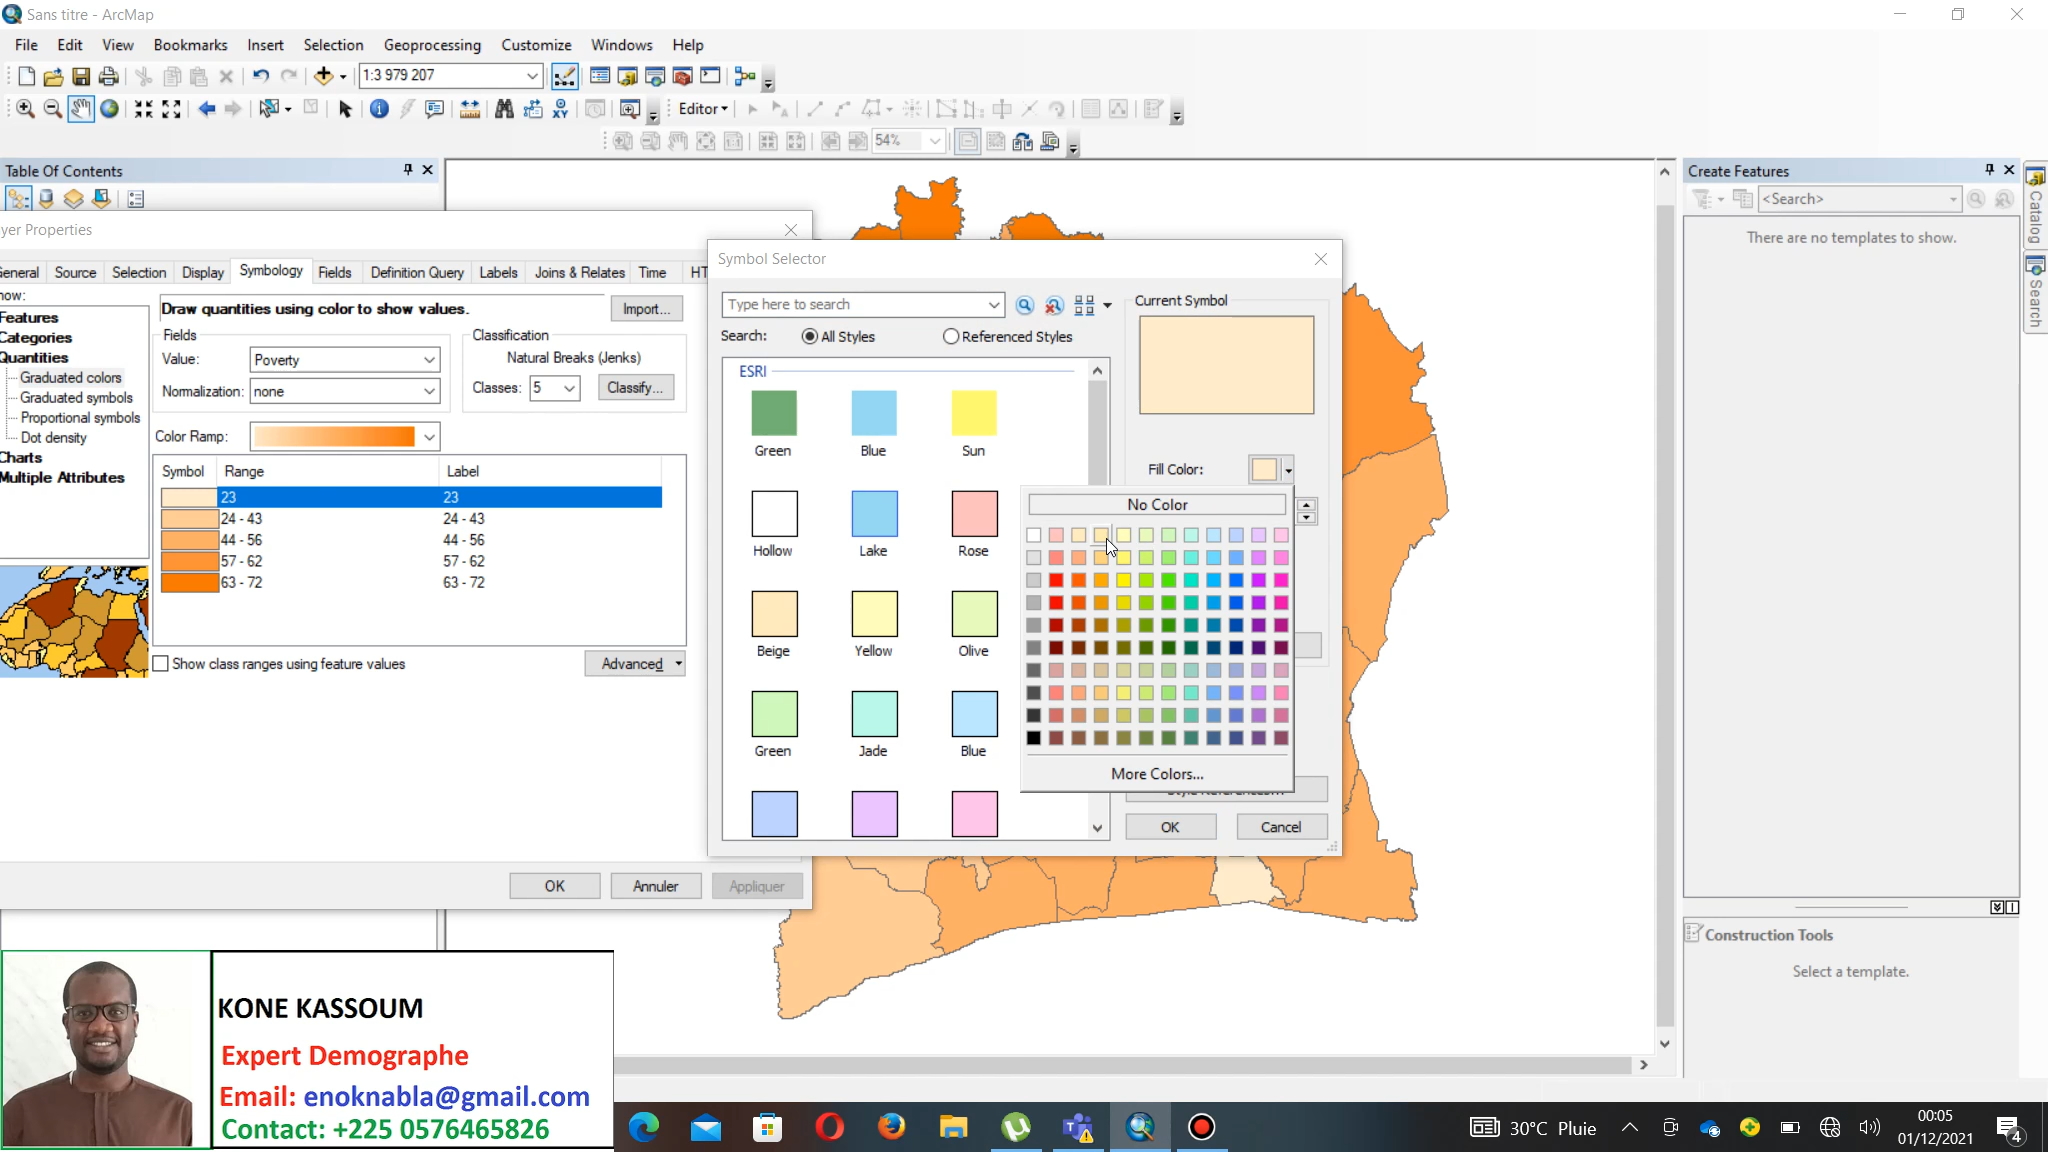 Sans titre - ArcMap
File Edit View Bookmarks Insert Selection Geoprocessing Customize Windows Help
1:3 979 207
Editor
54%
Table Of Contents
Create Features
<Search>
There are no templates to show.
Catalog
Search
yer Properties
eneral Source Selection Display Symbology Fields Definition Query Labels Joins & Relates Time HT
ow:
Features
Categories
Quantities
Graduated colors
Graduated symbols
Proportional symbols
Dot density
Charts
Multiple Attributes
Draw quantities using color to show values.
Import...
Fields
Value: Poverty
Normalization: none
Classification
Natural Breaks (Jenks)
Classes: 5 Classify...
Color Ramp:
Symbol Range Label
23 23
24 - 43 24 - 43
44 - 56 44 - 56
57 - 62 57 - 62
63 - 72 63 - 72
Show class ranges using feature values
Advanced
OK Annuler Appliquer
Symbol Selector
Type here to search
Search: All Styles Referenced Styles
ESRI
Green Blue Sun
Hollow Lake Rose
Beige Yellow Olive
Green Jade Blue
Current Symbol
Fill Color:
No Color
More Colors...
OK Cancel
Construction Tools
Select a template.
KONE KASSOUM
Expert Demographe
Email: enoknabla@gmail.com
Contact: +225 0576465826
30°C Pluie
00:05
01/12/2021
4